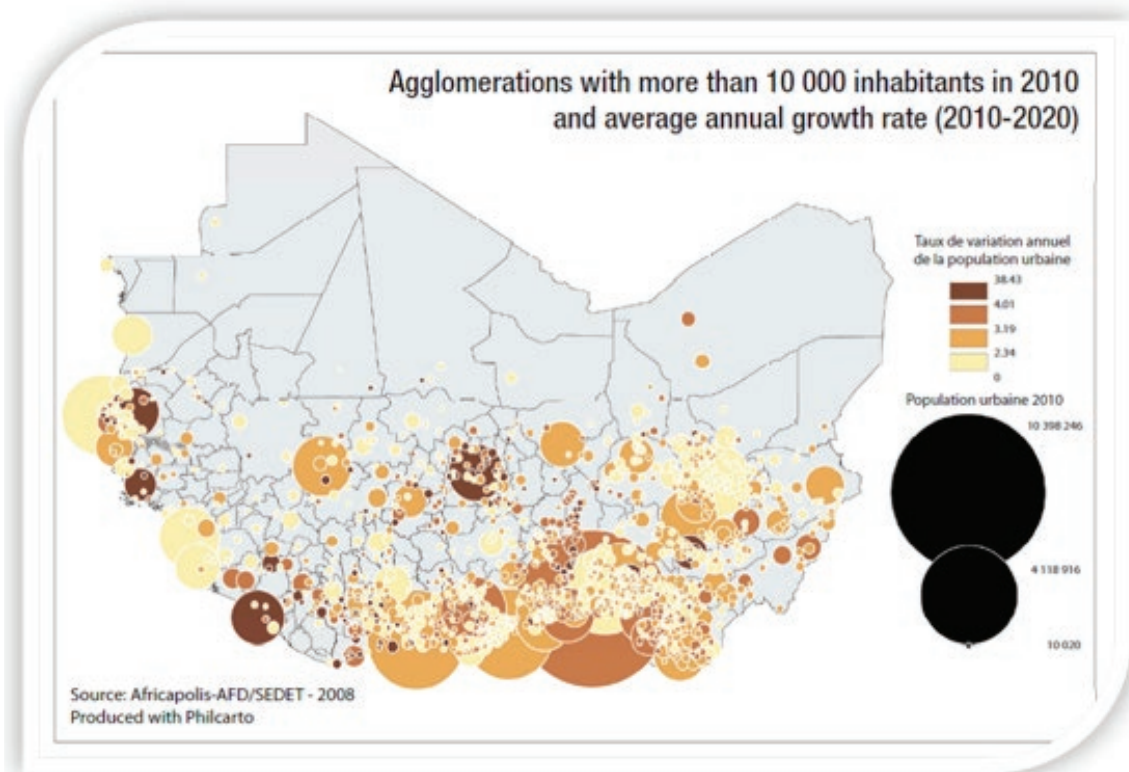 Agglomerations with more than 10 000 inhabitants in 2010
and average annual growth rate (2010-2020)
Taux de variation annuel
de la population urbaine
38.43
4.01
3.19
2.34
0
Population urbaine 2010
10 398 246
4 118 916
10 020
Source: Africapolis-AFD/SEDET - 2008
Produced with Philcarto